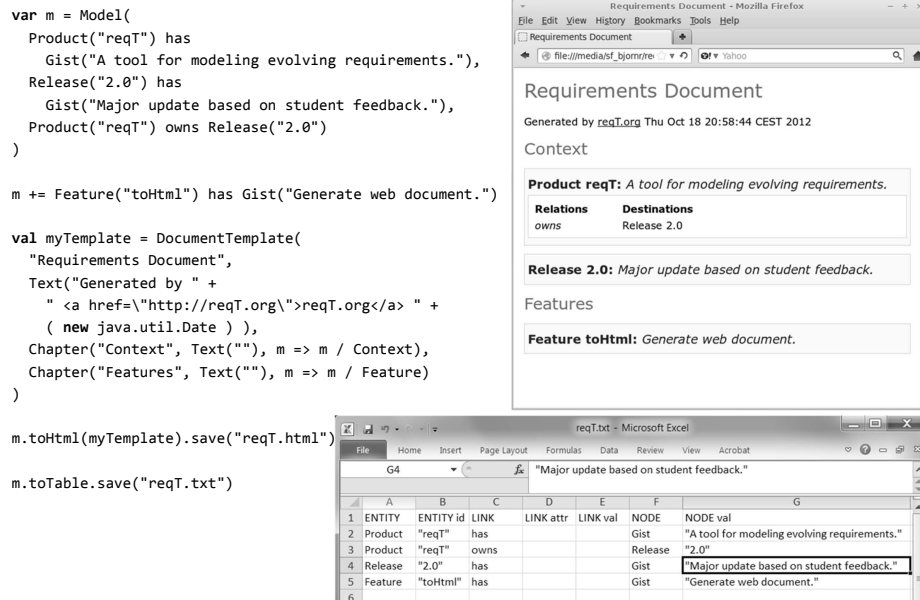 var m = Model(
Product("reqT") has
Gist("A tool for modeling evolving requirements."),
Release("2.0") has
Gist("Major update based on student feedback."),
Product("reqT") owns Release("2.0")
)
m += Feature("toHtml") has Gist("Generate web document.")
val myTemplate = DocumentTemplate(
"Requirements Document",
Text("Generated by " +
" <a href=\"http://reqT.org\">reqT.org</a> " +
( new java.util.Date ) ),
Chapter("Context", Text(""), m => m / Context),
Chapter("Features", Text(""), m => m / Feature)
)
m.toHtml(myTemplate).save("reqT.html")
m.toTable.save("reqT.txt")
Requirements Document - Mozilla Firefox
File Edit View History Bookmarks Tools Help
Requirements Document
file:///media/sf_bjornr/re Yahoo
Requirements Document
Generated by reqT.org Thu Oct 18 20:58:44 CEST 2012
Context
Product reqT: A tool for modeling evolving requirements.
Relations Destinations
owns Release 2.0
Release 2.0: Major update based on student feedback.
Features
Feature toHtml: Generate web document.
reqT.txt - Microsoft Excel
File Home Insert Page Layout Formulas Data Review View Acrobat
G4 fx "Major update based on student feedback."
A B C D E F G
1 ENTITY ENTITY id LINK LINK attr LINK val NODE NODE val
2 Product "reqT" has Gist "A tool for modeling evolving requirements."
3 Product "reqT" owns Release "2.0"
4 Release "2.0" has Gist "Major update based on student feedback."
5 Feature "toHtml" has Gist "Generate web document."
6